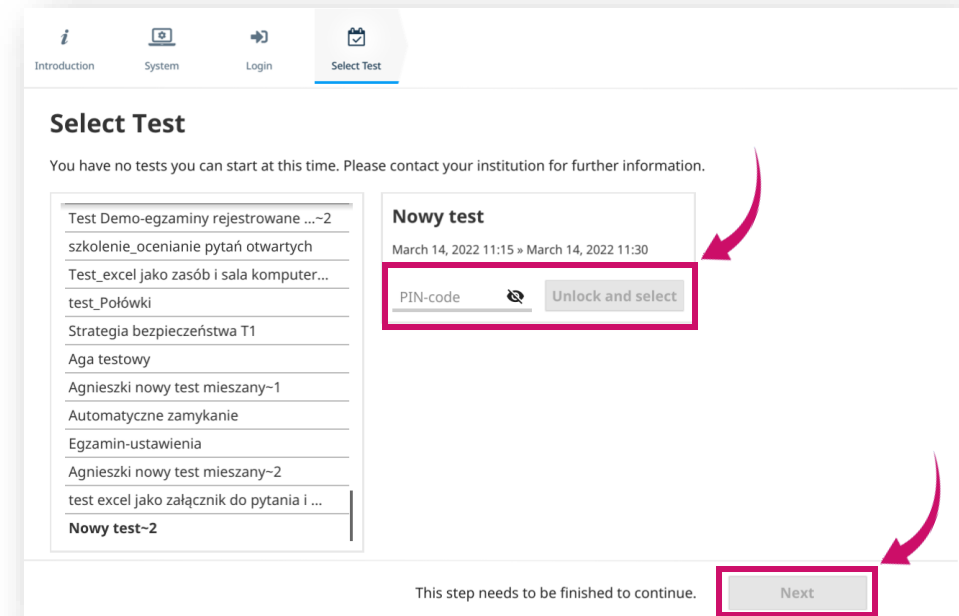 Introduction
System
Login
Select Test
Select Test
You have no tests you can start at this time. Please contact your institution for further information.
Test Demo-egzaminy rejestrowane ...~2
szkolenie_ocenianie pytań otwartych
Test_excel jako zasób i sala komputer...
test_Połówki
Strategia bezpieczeństwa T1
Aga testowy
Agnieszki nowy test mieszany~1
Automatyczne zamykanie
Egzamin-ustawienia
Agnieszki nowy test mieszany~2
test excel jako załącznik do pytania i ...
Nowy test~2
Nowy test
March 14, 2022 11:15 » March 14, 2022 11:30
PIN-code
Unlock and select
This step needs to be finished to continue.
Next